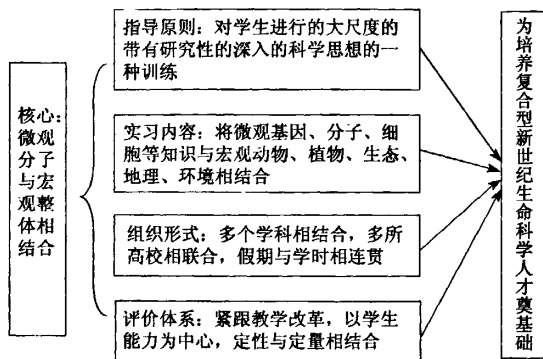 核心：
微观
分子
与宏
观整
体相
结合
指导原则：对学生进行的大尺度的
带有研究性的深入的科学思想的一
种训练
实习内容：将微观基因、分子、细
胞等知识与宏观动物、植物、生态、
地理、环境相结合
组织形式：多个学科相结合，多所
高校相联合，假期与学时相连贯
评价体系：紧跟教学改革，以学生
能力为中心，定性与定量相结合
为培养复合型新世纪生命科学人才奠基础